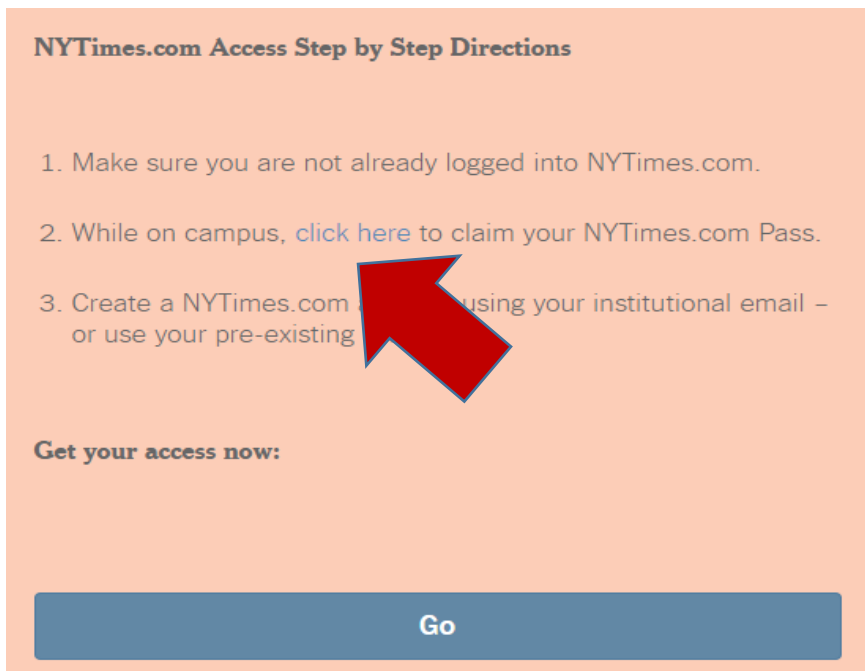 NYTimes.com Access Step by Step Directions
1. Make sure you are not already logged into NYTimes.com.
2. While on campus, click here to claim your NYTimes.com Pass.
3. Create a NYTimes.com using your institutional email –
or use your pre-existing
Get your access now:
Go